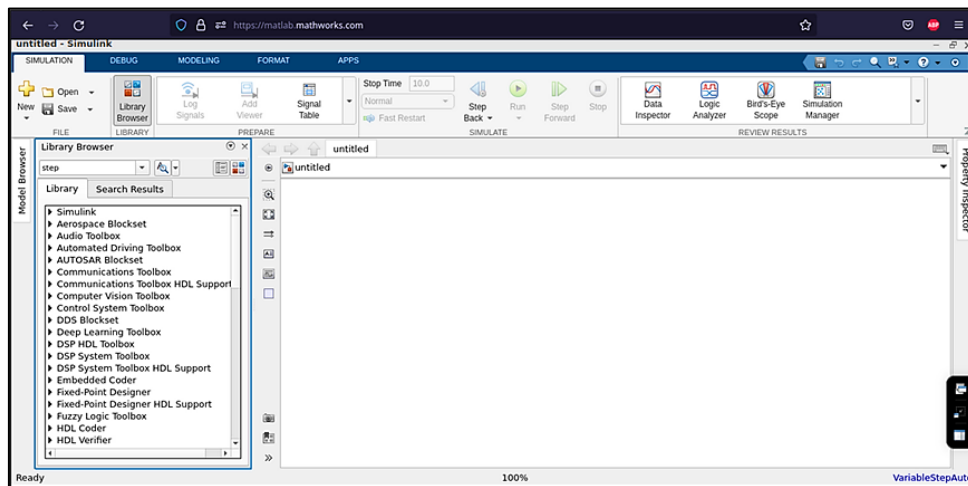 https://matlab.mathworks.com
ABP
untitled - Simulink
SIMULATION DEBUG MODELING FORMAT APPS
New
Open
Save
FILE
Library
Browser
LIBRARY
Log
Signals
Add
Viewer
Signal
Table
PREPARE
Stop Time 10.0
Normal
Fast Restart
Step
Back
Run
Step
Forward
Stop
SIMULATE
Data
Inspector
Logic
Analyzer
Bird's-Eye
Scope
Simulation
Manager
REVIEW RESULTS
Model Browser
Library Browser
step
Library Search Results
Simulink
Aerospace Blockset
Audio Toolbox
Automated Driving Toolbox
AUTOSAR Blockset
Communications Toolbox
Communications Toolbox HDL Support
Computer Vision Toolbox
Control System Toolbox
DDS Blockset
Deep Learning Toolbox
DSP HDL Toolbox
DSP System Toolbox
DSP System Toolbox HDL Support
Embedded Coder
Fixed-Point Designer
Fixed-Point Designer HDL Support
Fuzzy Logic Toolbox
HDL Coder
HDL Verifier
untitled
untitled
Property Inspector
Ready
100%
VariableStepAuto